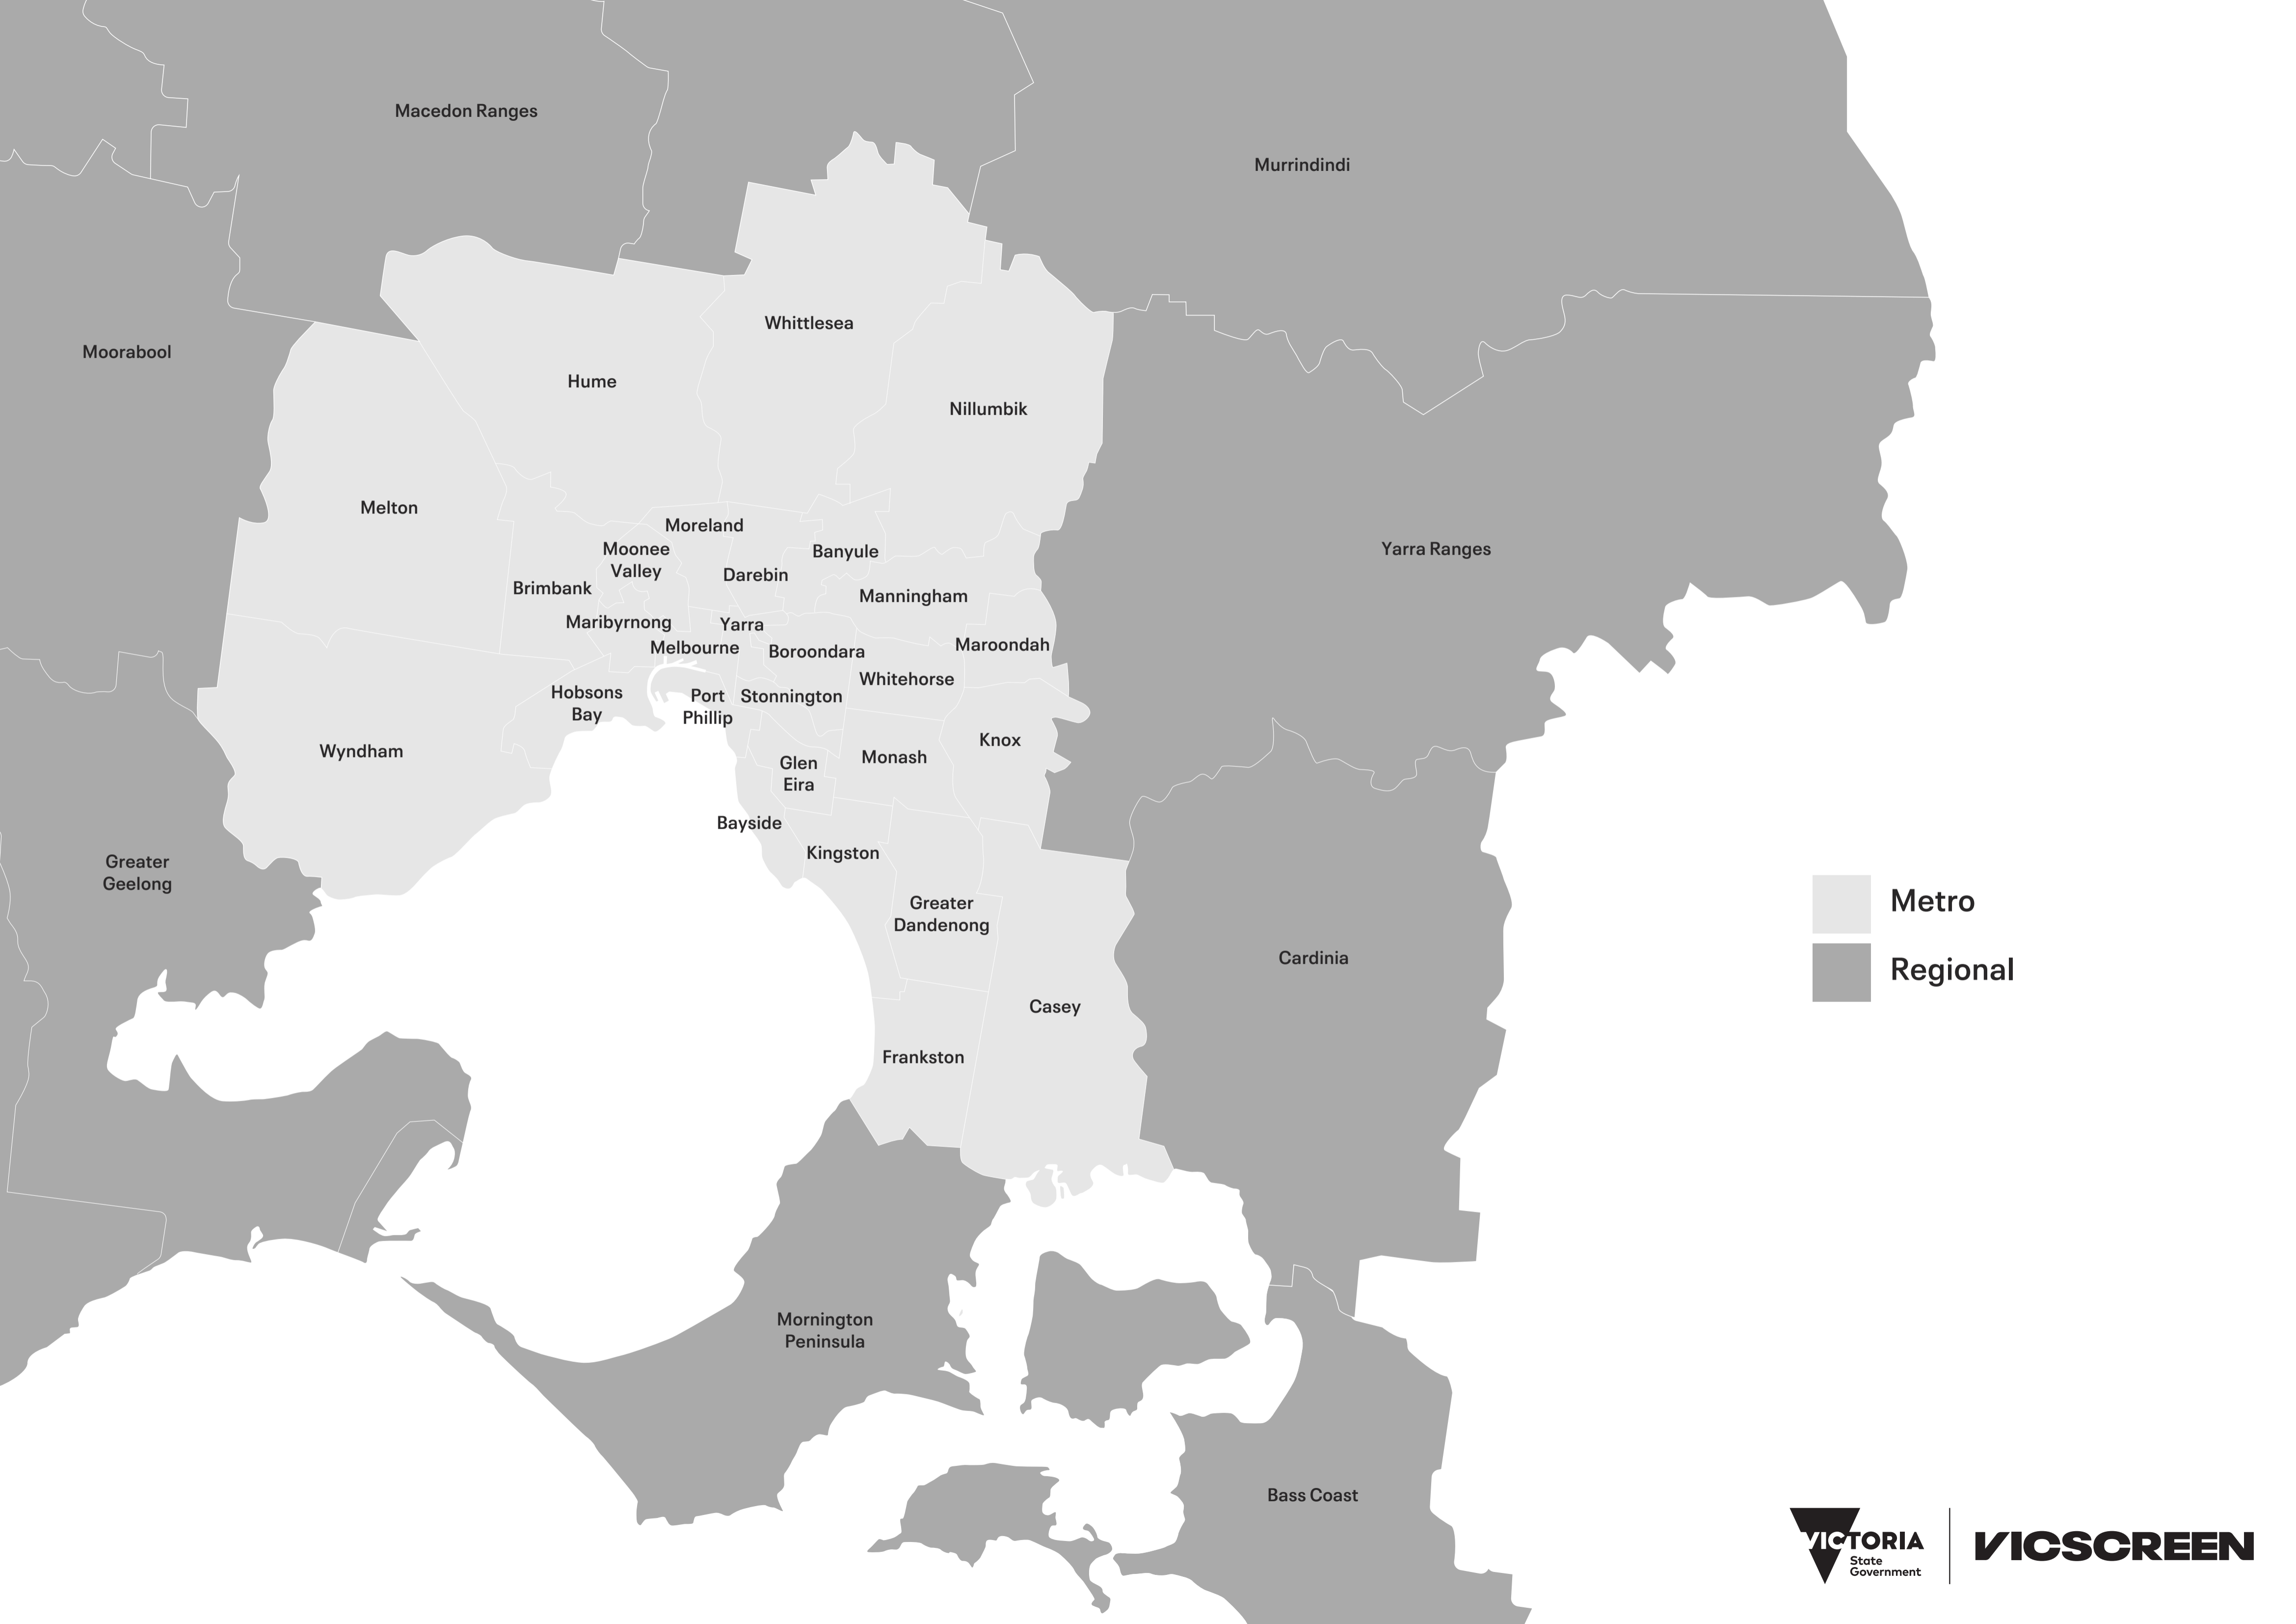 Macedon Ranges
Murrindindi
Whittlesea
Moorabool
Hume
Nillumbik
Melton
Moreland
Moonee
Valley
Banyule
Yarra Ranges
Darebin
Brimbank
Manningham
Maribyrnong
Yarra
Melbourne
Boroondara
Maroondah
Whitehorse
Hobsons
Bay
Port
Phillip
Stonnington
Knox
Wyndham
Monash
Glen
Eira
Bayside
Kingston
Greater
Geelong
Greater
Dandenong
Metro
Regional
Cardinia
Casey
Frankston
Mornington
Peninsula
Bass Coast
VICTORIA
State
Government
VICSCREEN